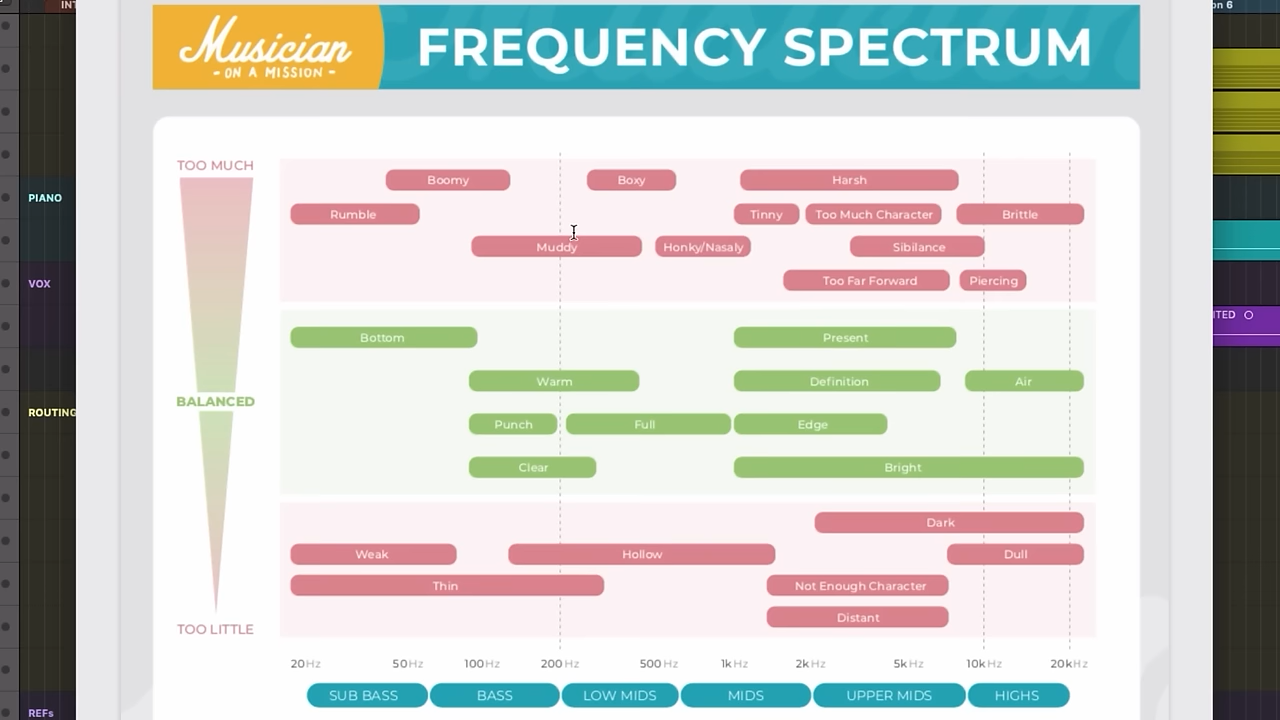 INT
on 6
Musician
- ON A MISSION -
FREQUENCY SPECTRUM
TOO MUCH
Boomy
Boxy
Harsh
Rumble
Tinny
Too Much Character
Brittle
PIANO
Muddy
Honky/Nasaly
Sibilance
VOX
Too Far Forward
Piercing
ITED
Bottom
Present
Warm
Definition
Air
BALANCED
ROUTING
Punch
Full
Edge
Clear
Bright
Dark
Weak
Hollow
Dull
Thin
Not Enough Character
Distant
TOO LITTLE
20Hz 50Hz 100Hz 200Hz 500Hz 1kHz 2kHz 5kHz 10kHz 20kHz
SUB BASS BASS LOW MIDS MIDS UPPER MIDS HIGHS
REFs